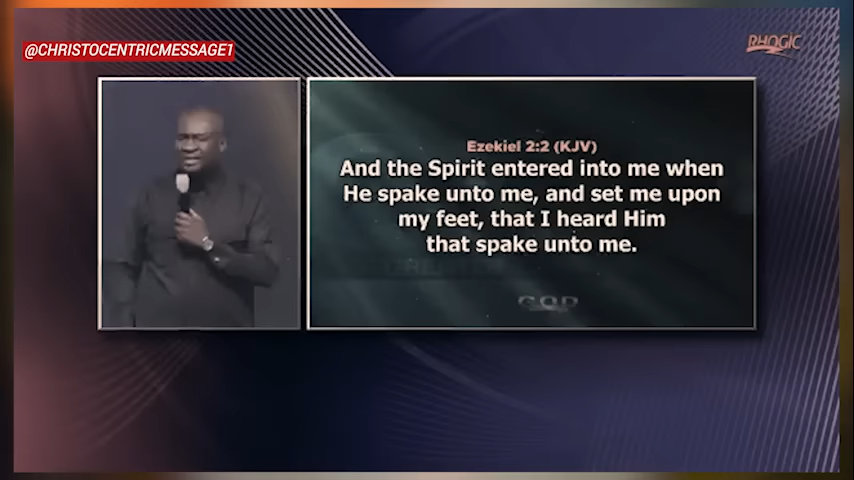 @CHRISTOCENTRICMESSAGE1
RHOGIC
Ezekiel 2:2 (KJV)
And the Spirit entered into me when
He spake unto me, and set me upon
my feet, that I heard Him
that spake unto me.